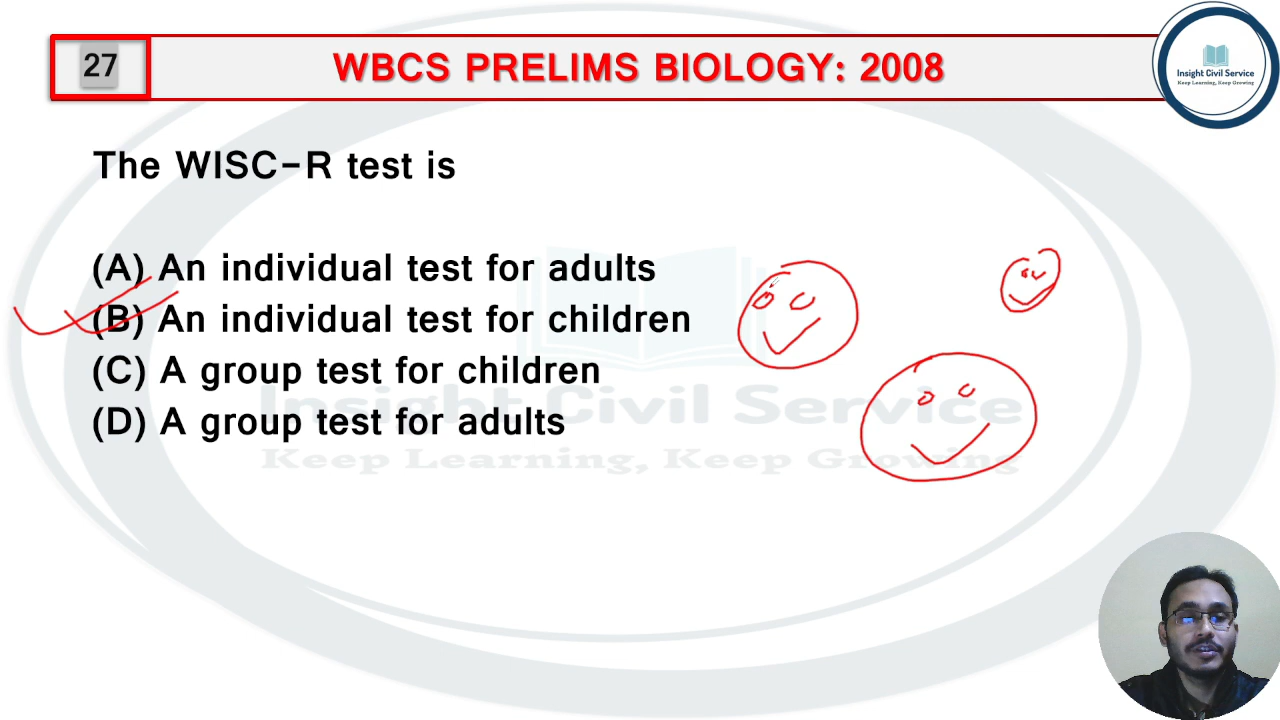 27
WBCS PRELIMS BIOLOGY: 2008
Insight Civil Service
Keep Learning, Keep Growing
The WISC-R test is
(A) An individual test for adults
(B) An individual test for children
(C) A group test for children
(D) A group test for adults
Insight Civil Service
Keep Learning, Keep Growing